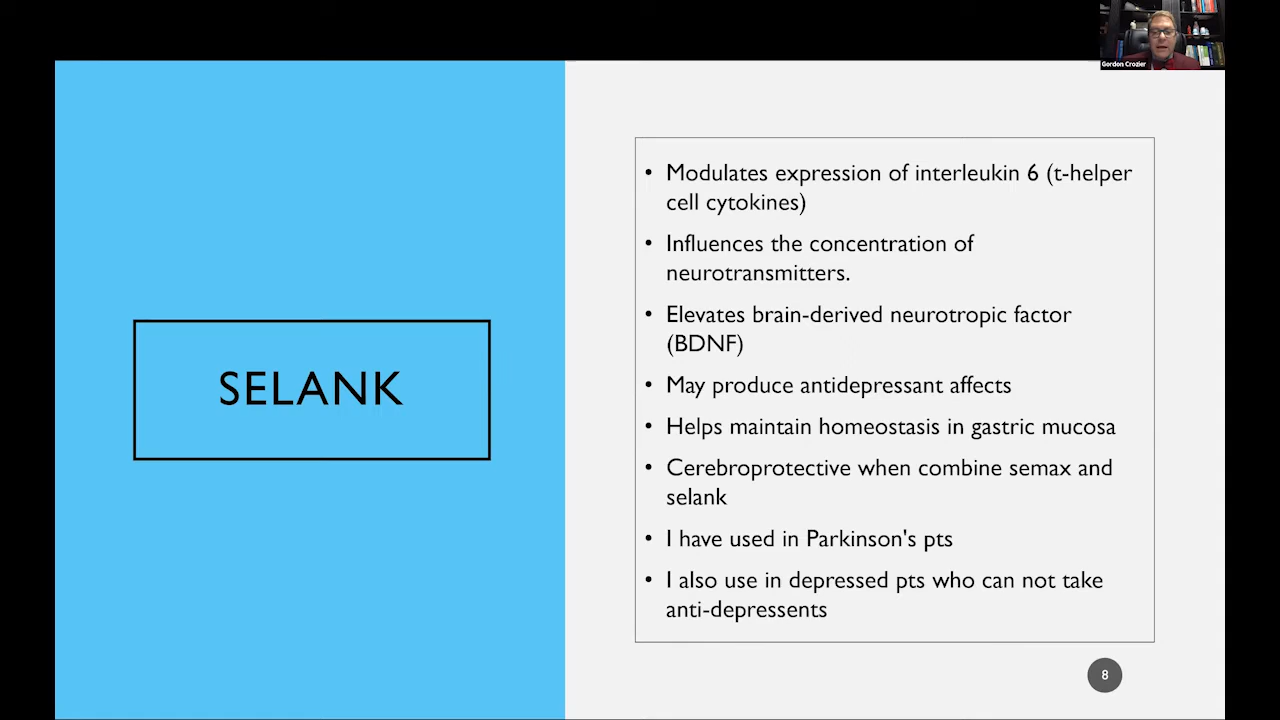 Gordon Crozier
SELANK
• Modulates expression of interleukin 6 (t-helper
cell cytokines)
• Influences the concentration of
neurotransmitters.
• Elevates brain-derived neurotropic factor
(BDNF)
• May produce antidepressant affects
• Helps maintain homeostasis in gastric mucosa
• Cerebroprotective when combine semax and
selank
• I have used in Parkinson's pts
• I also use in depressed pts who can not take
anti-depressents
8